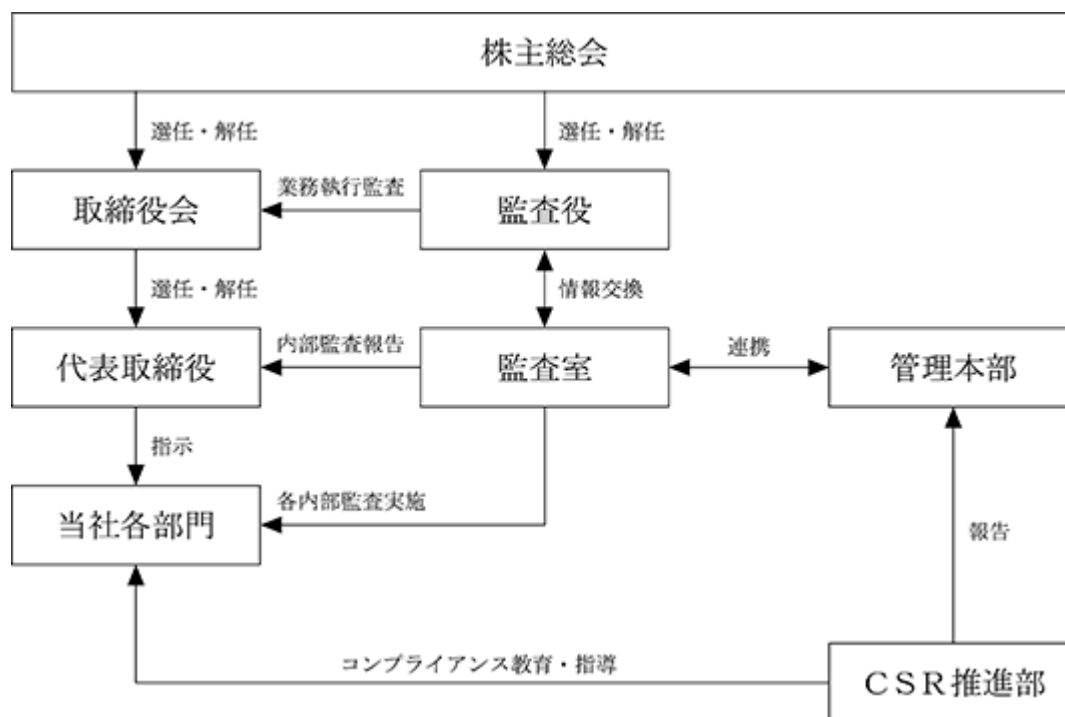 株主総会
選任・解任
選任・解任
取締役会
業務執行監査
監査役
選任・解任
情報交換
代表取締役
内部監査報告
監査室
連携
管理本部
指示
当社各部門
各内部監査実施
報告
コンプライアンス教育・指導
ＣＳＲ推進部